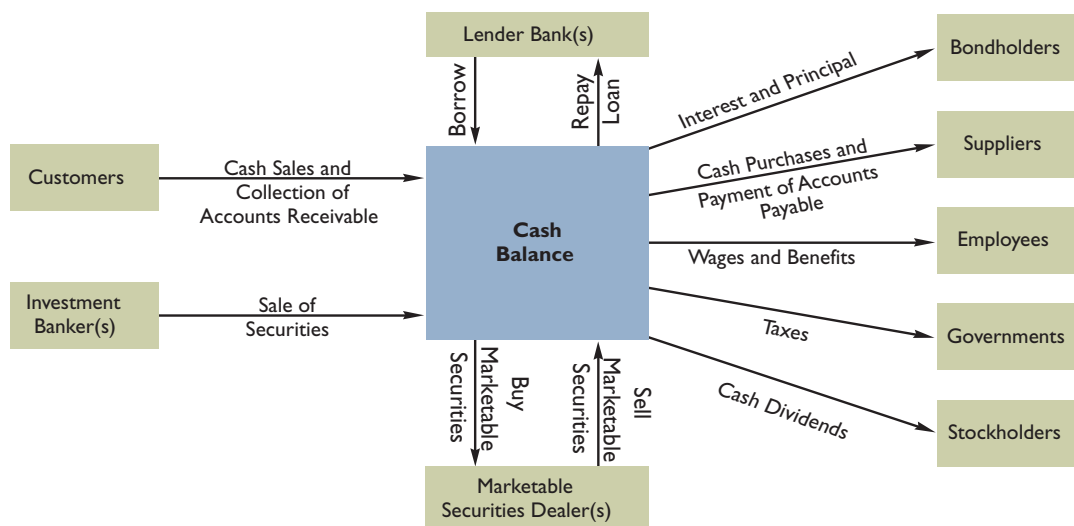 Lender Bank(s)
Borrow
Repay
Loan
Customers
Cash Sales and
Collection of
Accounts Receivable
Investment
Banker(s)
Sale of
Securities
Cash
Balance
Buy
Marketable
Securities
Sell
Marketable
Securities
Marketable
Securities Dealer(s)
Interest and Principal
Bondholders
Cash Purchases and
Payment of Accounts
Payable
Suppliers
Wages and Benefits
Employees
Taxes
Governments
Cash Dividends
Stockholders